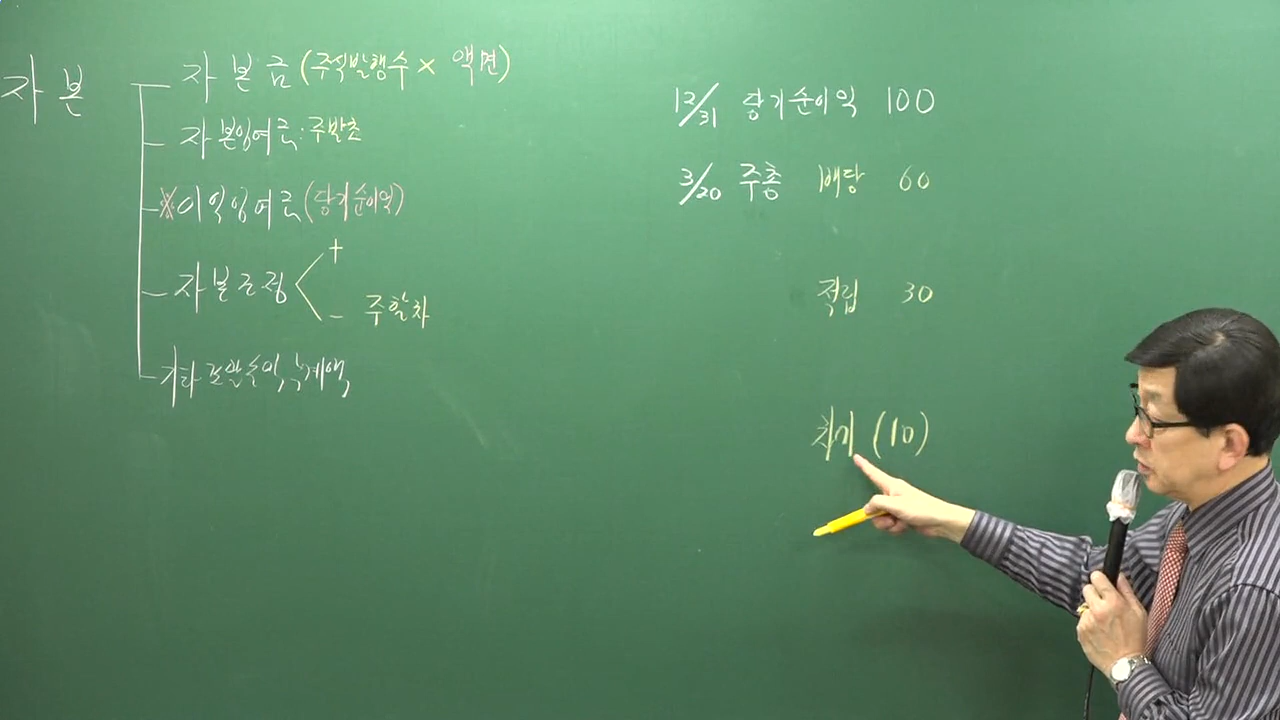 자본
자본금 (주식발행수 × 액면)
자본잉여금 : 주발초
※이익잉여금 (당기순이익)
자본조정
+
- 주할차
기타포괄손익누계액
12/31 당기순이익 100
3/20 주총 배당 60
적립 30
차미 (10)